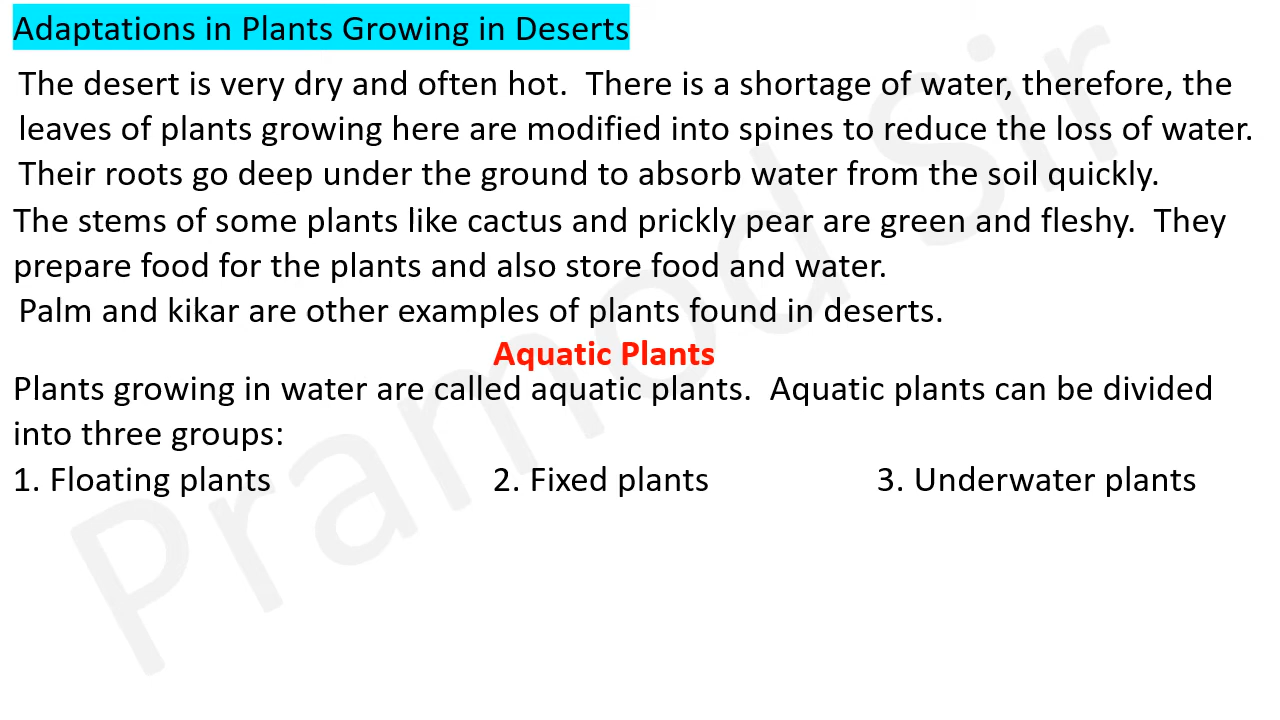 Adaptations in Plants Growing in Deserts
The desert is very dry and often hot.  There is a shortage of water, therefore, the
leaves of plants growing here are modified into spines to reduce the loss of water.
Their roots go deep under the ground to absorb water from the soil quickly.
The stems of some plants like cactus and prickly pear are green and fleshy.  They
prepare food for the plants and also store food and water.
Palm and kikar are other examples of plants found in deserts.
Aquatic Plants
Plants growing in water are called aquatic plants.  Aquatic plants can be divided
into three groups:
1. Floating plants 2. Fixed plants 3. Underwater plants
Pramod Sir